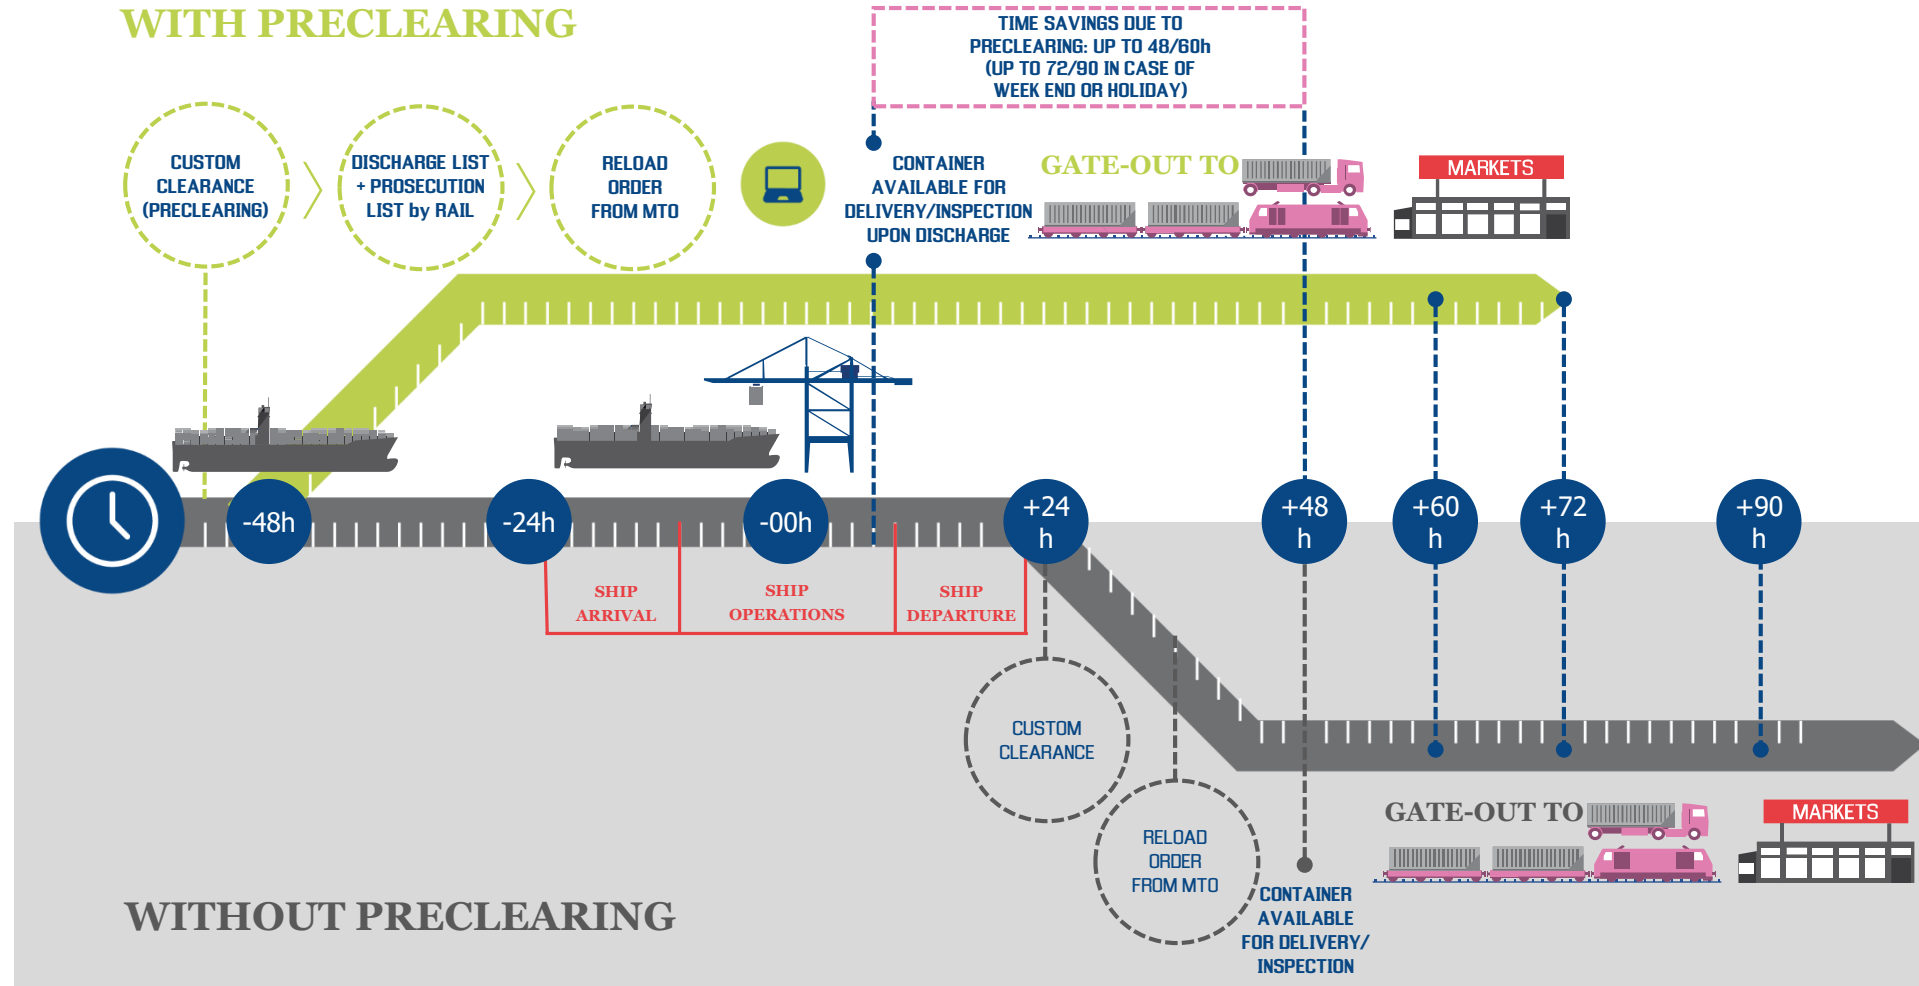 WITH PRECLEARING
TIME SAVINGS DUE TO
PRECLEARING: UP TO 48/60h
(UP TO 72/90 IN CASE OF
WEEK END OR HOLIDAY)
CUSTOM
CLEARANCE
(PRECLEARING)
DISCHARGE LIST
+ PROSECUTION
LIST by RAIL
RELOAD
ORDER
FROM MTO
CONTAINER
AVAILABLE FOR
DELIVERY/INSPECTION
UPON DISCHARGE
GATE-OUT TO
MARKETS
-48h
-24h
-00h
+24
h
+48
h
+60
h
+72
h
+90
h
SHIP
ARRIVAL
SHIP
OPERATIONS
SHIP
DEPARTURE
CUSTOM
CLEARANCE
RELOAD
ORDER
FROM MTO
CONTAINER
AVAILABLE
FOR DELIVERY/
INSPECTION
GATE-OUT TO
MARKETS
WITHOUT PRECLEARING